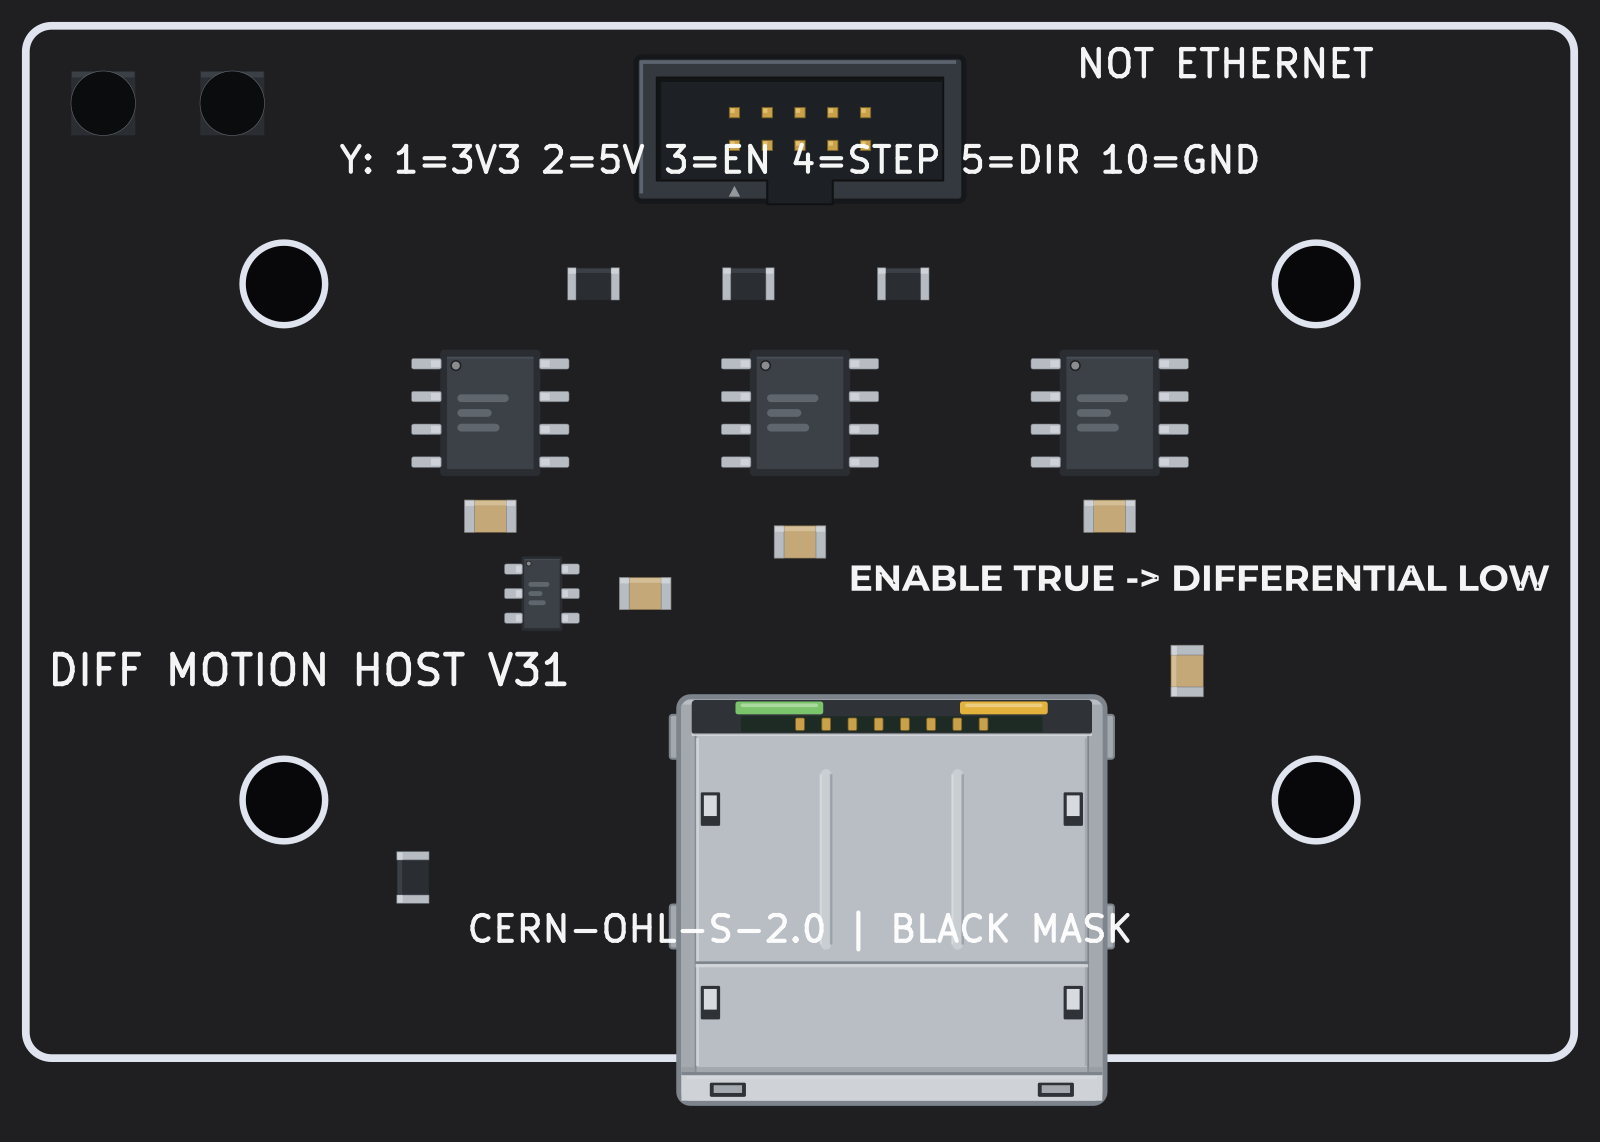 NOT ETHERNET
Y: 1=3V3 2=5V 3=EN 4=STEP 5=DIR 10=GND
ENABLE TRUE -> DIFFERENTIAL LOW
DIFF MOTION HOST V31
CERN-OHL-S-2.0 | BLACK MASK